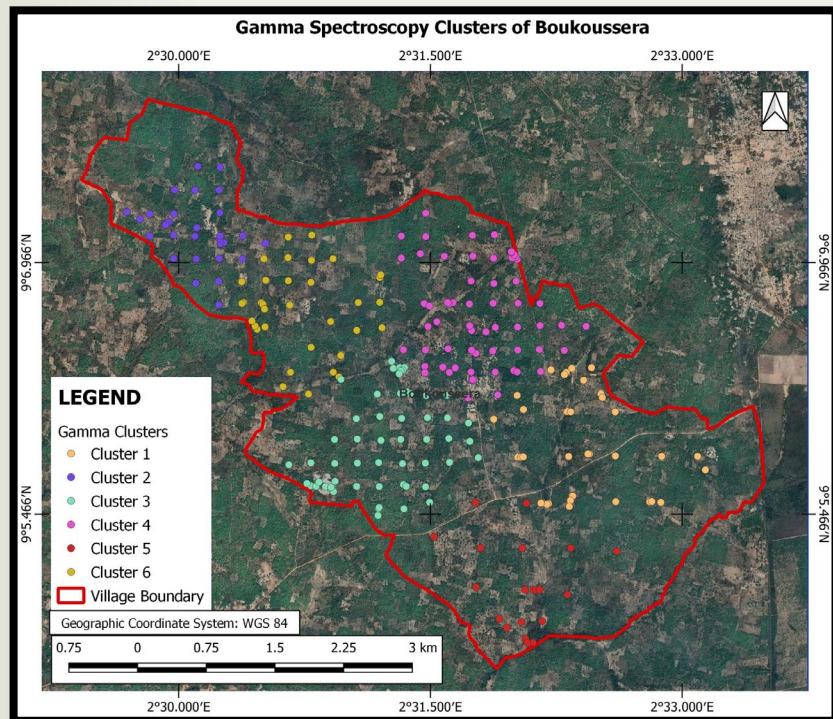 Gamma Spectroscopy Clusters of Boukoussera
2°30.000'E 2°31.500'E 2°33.000'E
9°6.966'N 9°6.966'N
Boukoussera
LEGEND
Gamma Clusters
Cluster 1
Cluster 2
Cluster 3
Cluster 4
Cluster 5
Cluster 6
Village Boundary
9°5.466'N 9°5.466'N
Geographic Coordinate System: WGS 84
0.75 0 0.75 1.5 2.25 3 km
2°30.000'E 2°31.500'E 2°33.000'E